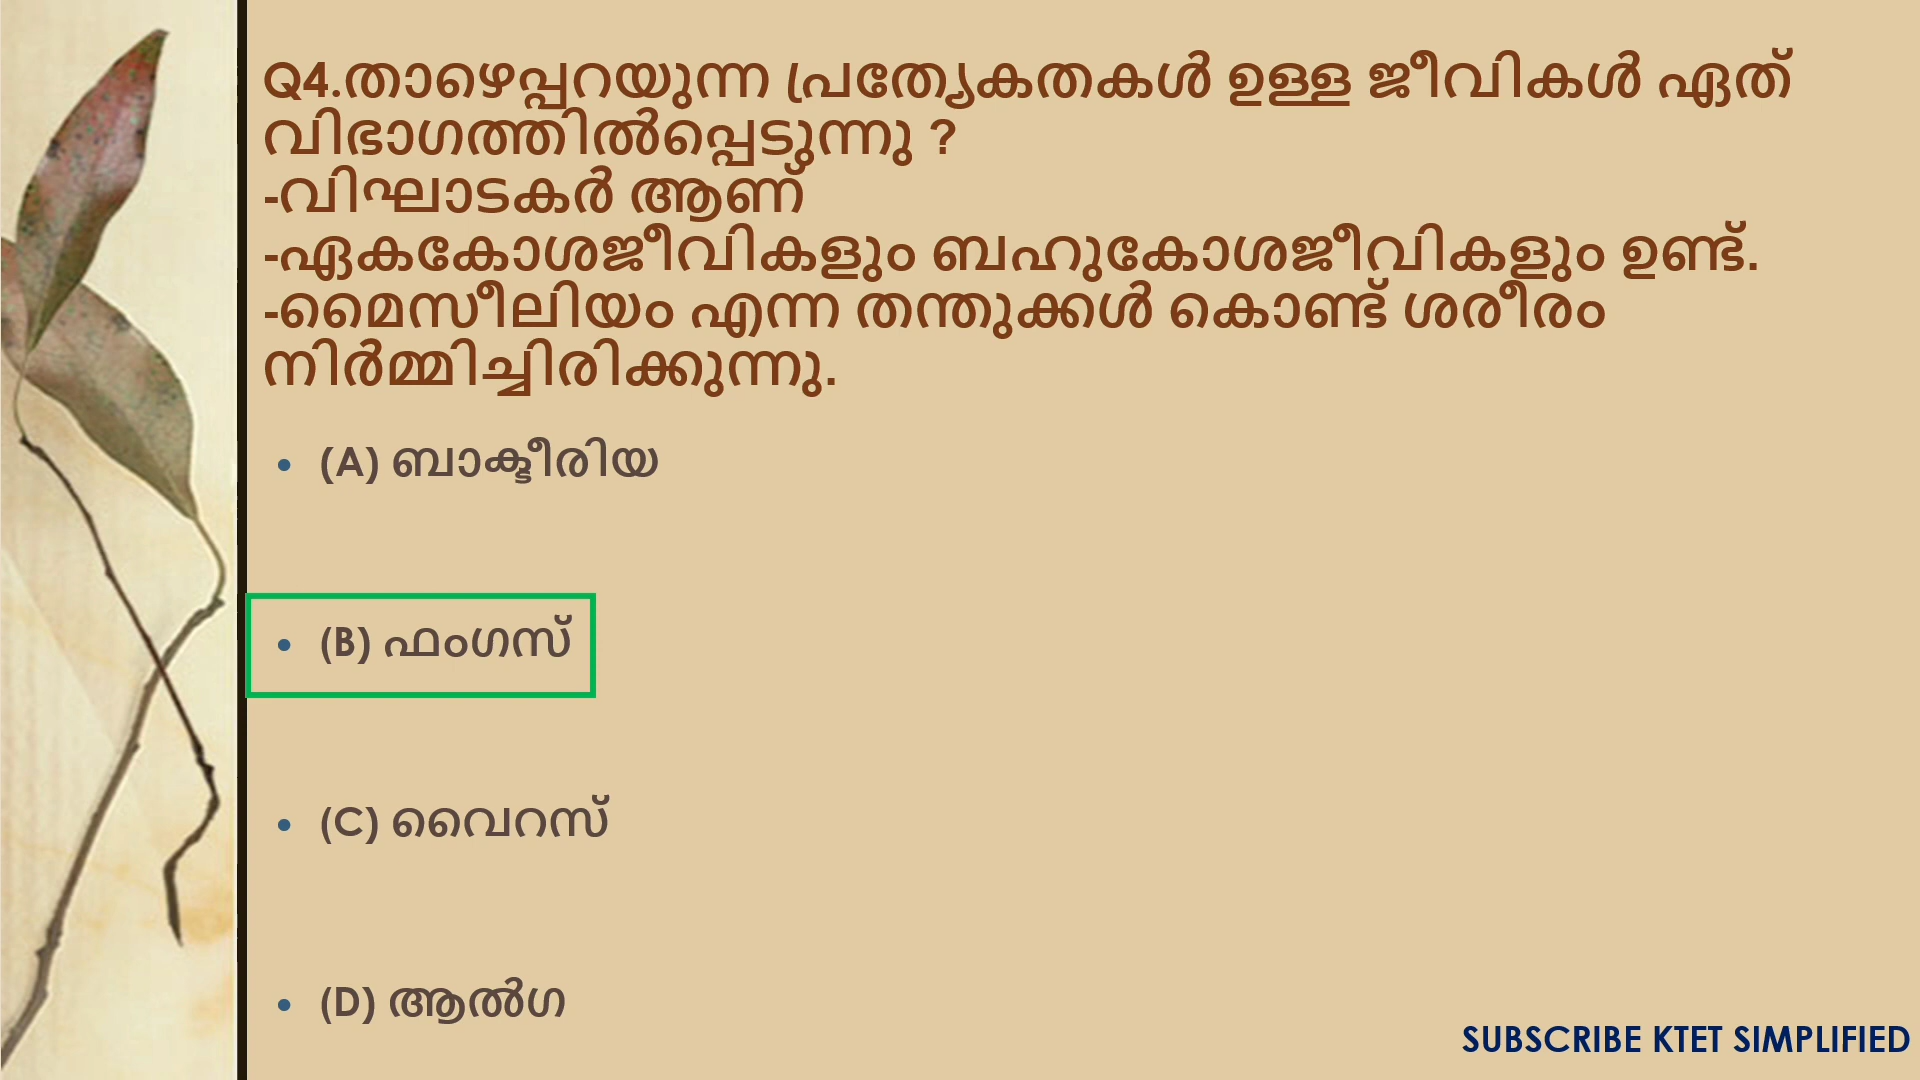 Q4.താഴെപ്പറയുന്ന പ്രത്യേകതകൾ ഉള്ള ജീവികൾ ഏത്
വിഭാഗത്തിൽപ്പെടുന്നു ?
-വിഘാടകർ ആണ്
-ഏകകോശജീവികളും ബഹുകോശജീവികളും ഉണ്ട്.
-മൈസീലിയം എന്ന തന്തുക്കൾ കൊണ്ട് ശരീരം
നിർമ്മിച്ചിരിക്കുന്നു.
• (A) ബാക്ടീരിയ
• (B) ഫംഗസ്
• (C) വൈറസ്
• (D) ആൽഗ
SUBSCRIBE KTET SIMPLIFIED